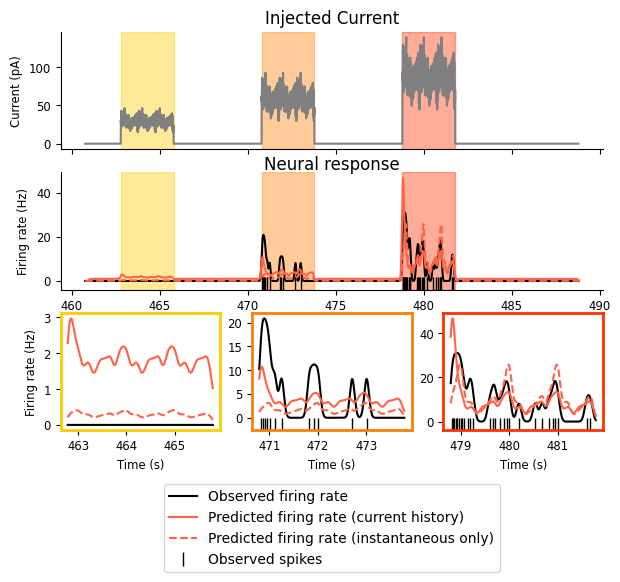 Injected Current
Current (pA)
100
50
0
Neural response
Firing rate (Hz)
40
20
0
460 465 470 475 480 485 490
Firing rate (Hz)
3
2
1
0
463 464 465
Time (s)
20
15
10
5
0
471 472 473
Time (s)
40
20
0
479 480 481
Time (s)
Observed firing rate
Predicted firing rate (current history)
Predicted firing rate (instantaneous only)
Observed spikes